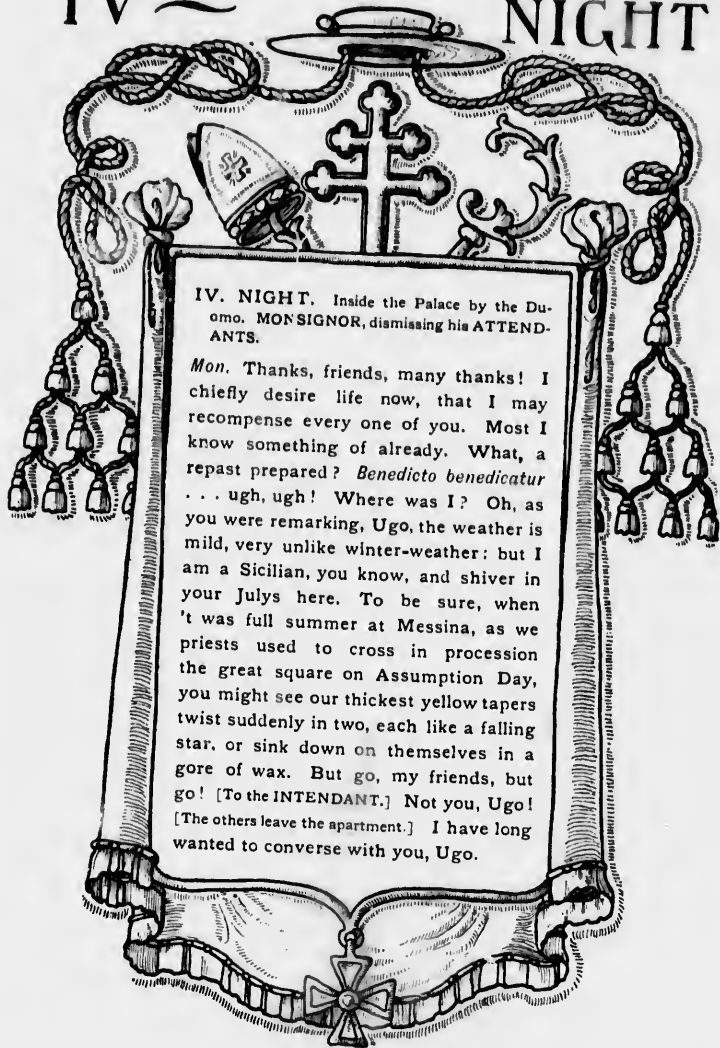 IV ~ NIGHT
IV. NIGHT. Inside the Palace by the Du-
omo. MONSIGNOR, dismissing his ATTEND-
ANTS.
Mon. Thanks, friends, many thanks! I
chiefly desire life now, that I may
recompense every one of you. Most I
know something of already. What, a
repast prepared? Benedicto benedicatur
. . . ugh, ugh! Where was I? Oh, as
you were remarking, Ugo, the weather is
mild, very unlike winter-weather: but I
am a Sicilian, you know, and shiver in
your Julys here. To be sure, when
't was full summer at Messina, as we
priests used to cross in procession
the great square on Assumption Day,
you might see our thickest yellow tapers
twist suddenly in two, each like a falling
star, or sink down on themselves in a
gore of wax. But go, my friends, but
go! [To the INTENDANT.] Not you, Ugo!
[The others leave the apartment.] I have long
wanted to converse with you, Ugo.